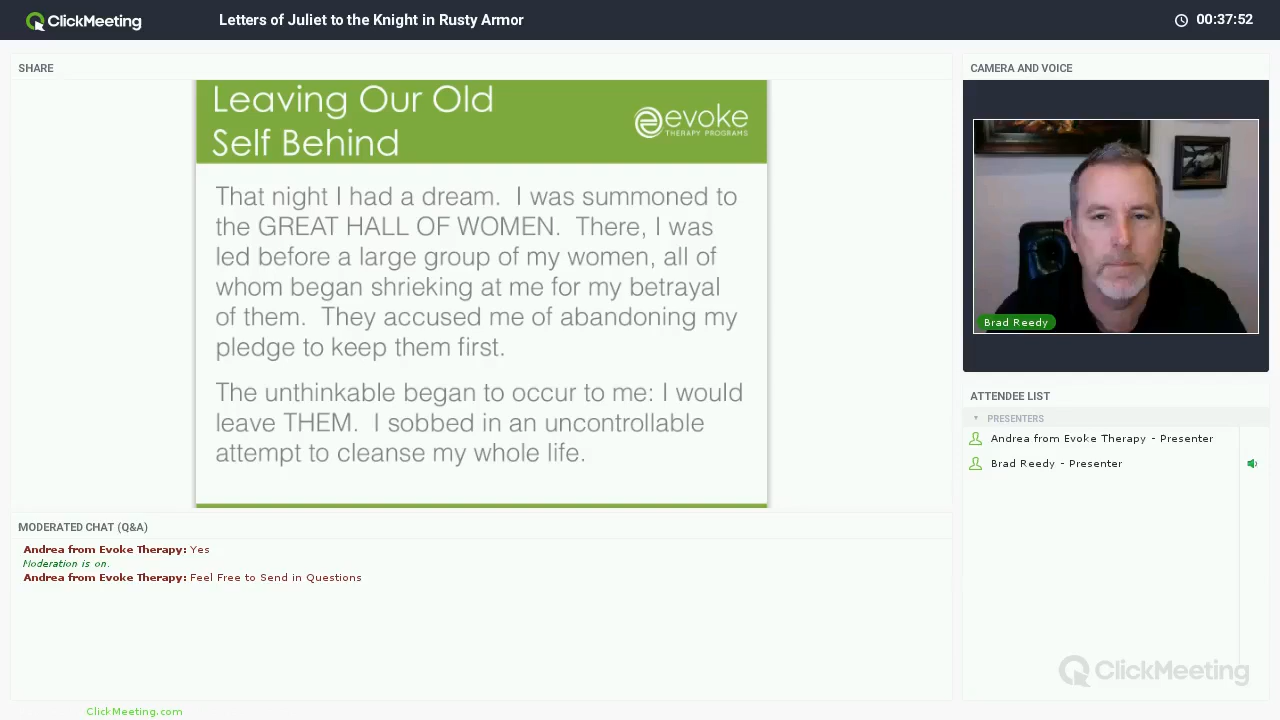 ClickMeeting
Letters of Juliet to the Knight in Rusty Armor
00:37:52
SHARE
Leaving Our Old
Self Behind
evoke
THERAPY PROGRAMS
That night I had a dream. I was summoned to
the GREAT HALL OF WOMEN. There, I was
led before a large group of my women, all of
whom began shrieking at me for my betrayal
of them. They accused me of abandoning my
pledge to keep them first.
The unthinkable began to occur to me: I would
leave THEM. I sobbed in an uncontrollable
attempt to cleanse my whole life.
CAMERA AND VOICE
Brad Reedy
ATTENDEE LIST
PRESENTERS
Andrea from Evoke Therapy - Presenter
Brad Reedy - Presenter
MODERATED CHAT (Q&A)
Andrea from Evoke Therapy: Yes
Moderation is on.
Andrea from Evoke Therapy: Feel Free to Send in Questions
ClickMeeting
ClickMeeting.com